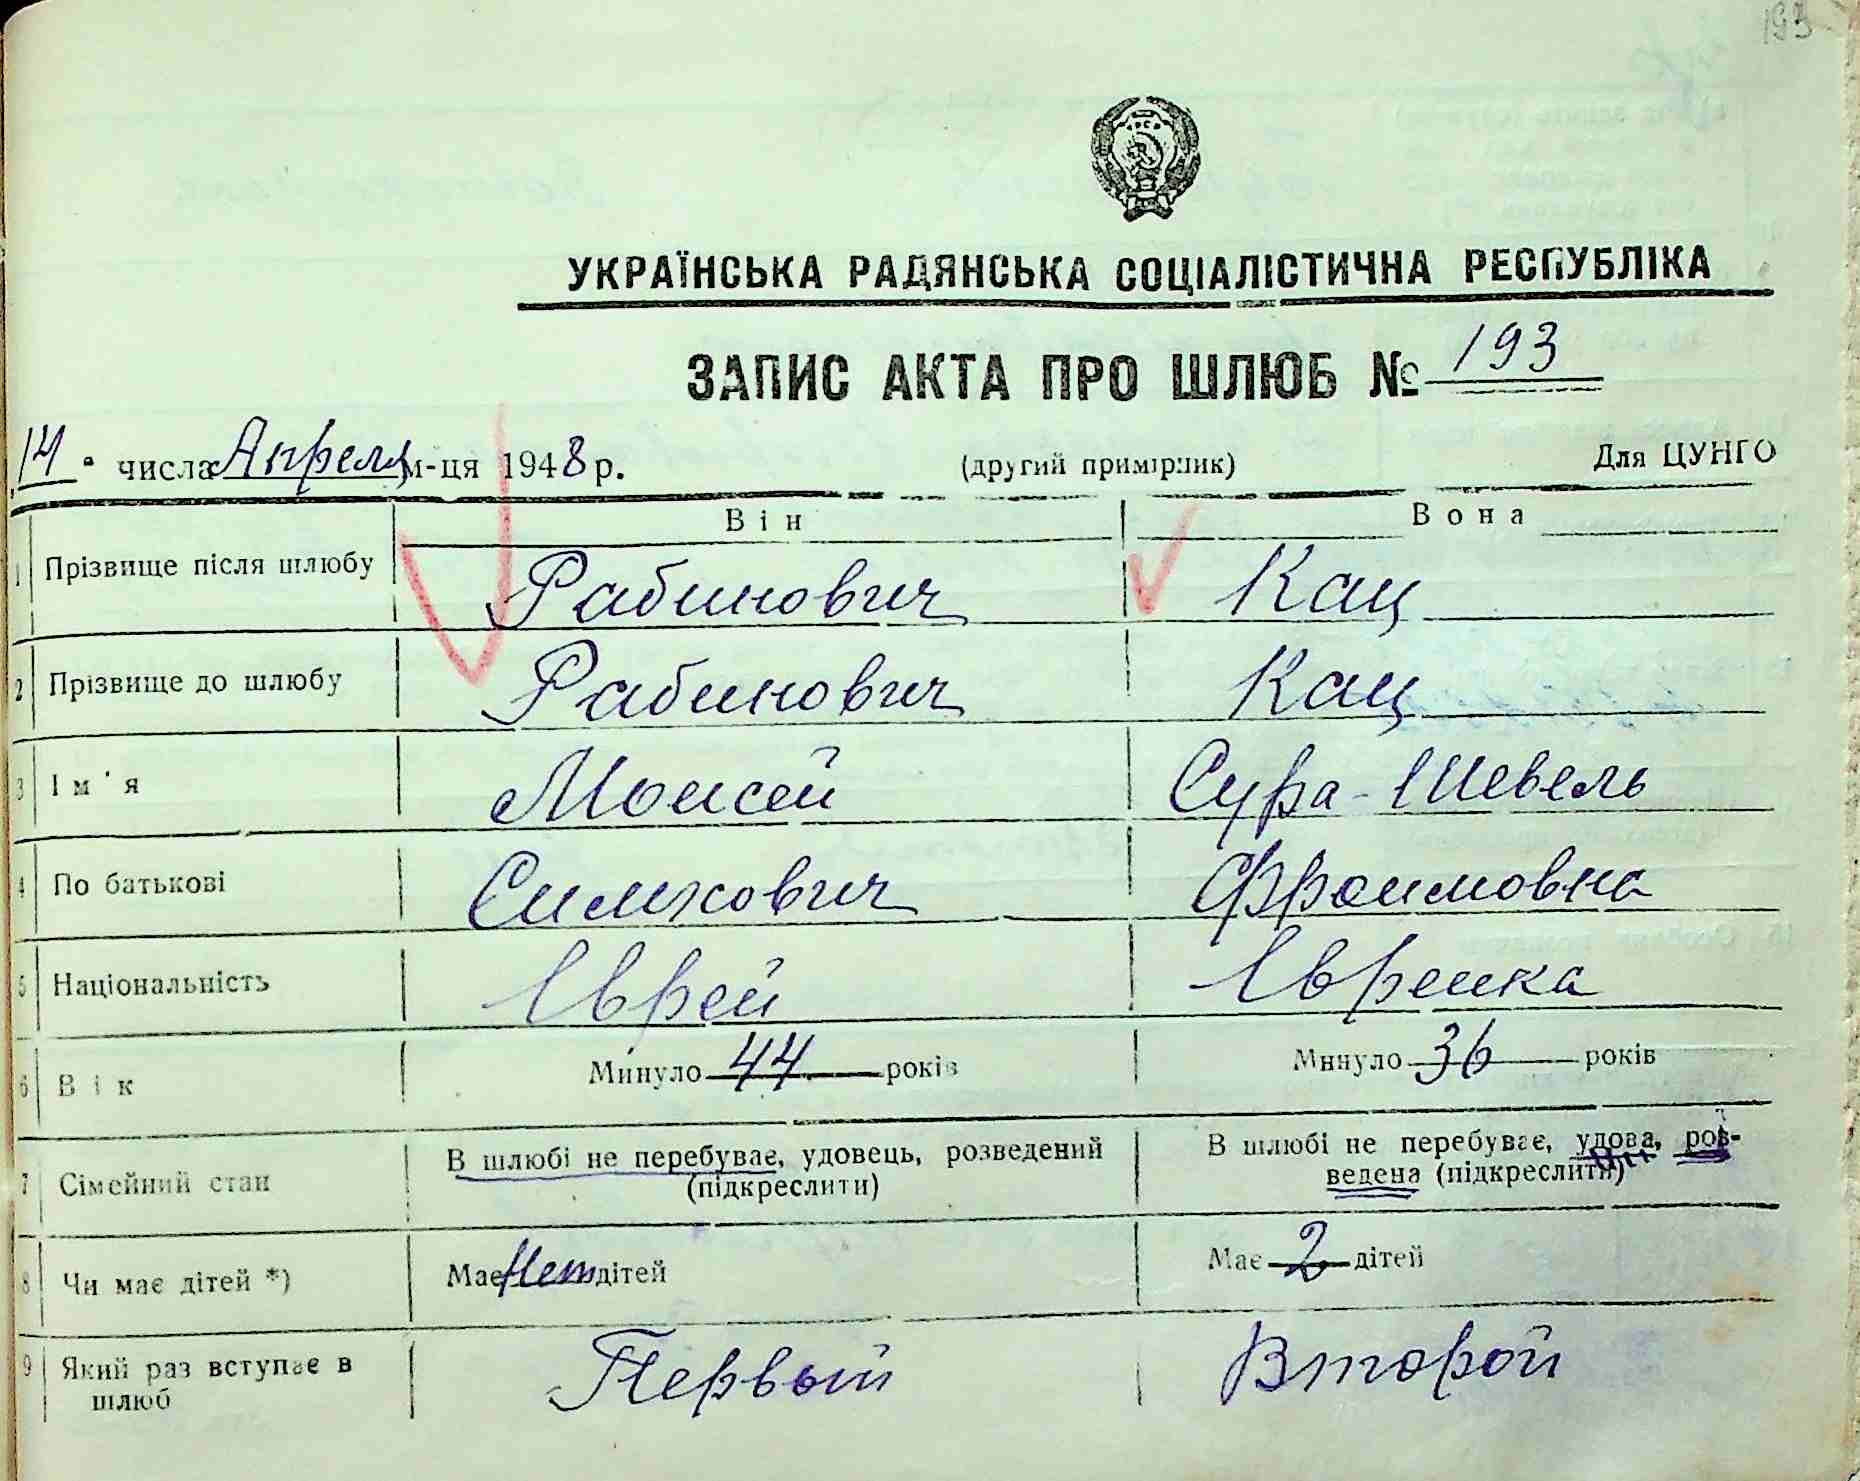 193
УКРАЇНСЬКА РАДЯНСЬКА СОЦІАЛІСТИЧНА РЕСПУБЛІКА
ЗАПИС АКТА ПРО ШЛЮБ № 193
14 числа Апреля м-ця 1948 р. (другий примірник) Для ЦУНГО
Він Вона
1 Прізвище після шлюбу Рабинович Кац
2 Прізвище до шлюбу Рабинович Кац
3 Ім'я Моисей Сура-Шевель
4 По батькові Симхович Фроимовна
5 Національність Еврей Еврейка
6 Вік Минуло 44 років Минуло 36 років
7 Сімейний стан В шлюбі не перебуває, удовець, розведений (підкреслити) В шлюбі не перебуває, удова, роз-
ведена (підкреслити)
8 Чи має дітей *) Має Нет дітей Має 2 дітей
9 Який раз вступає в шлюб Первый Второй